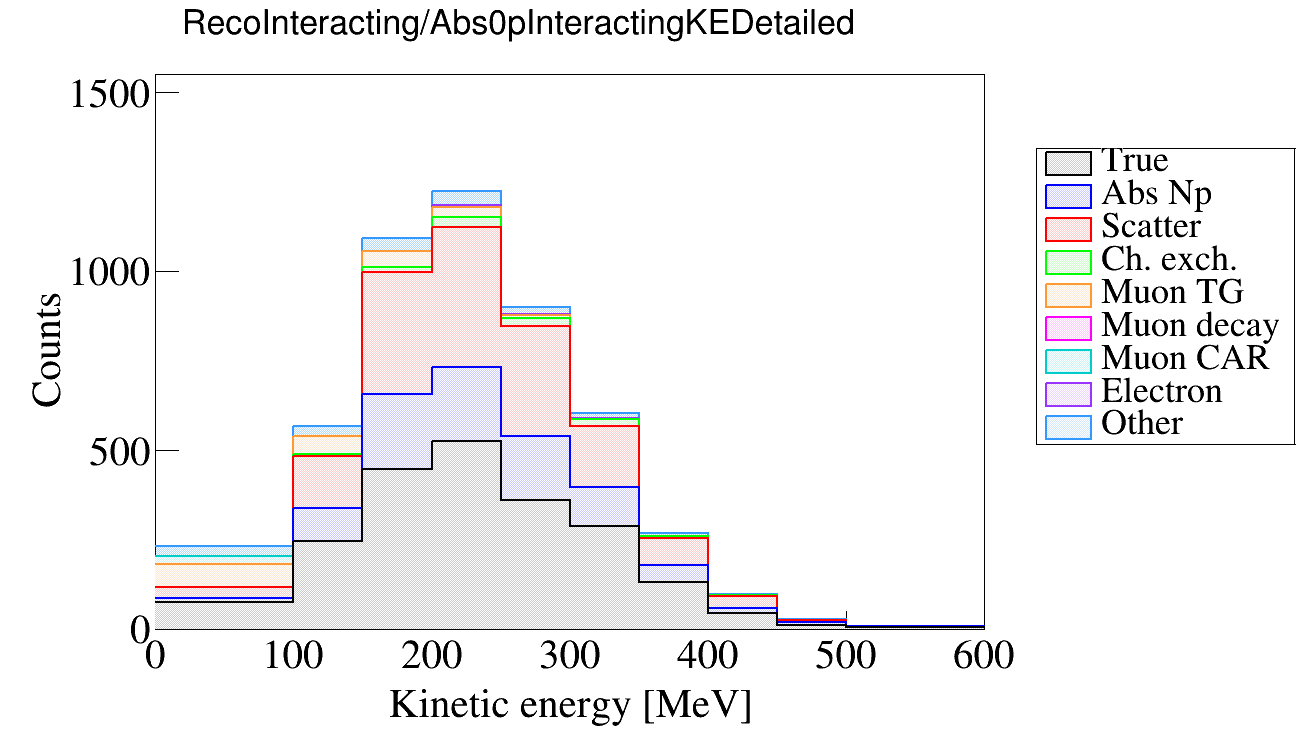 RecoInteracting/Abs0pInteractingKEDetailed
1500
1000
500
0
Counts
0 100 200 300 400 500 600
Kinetic energy [MeV]
True
Abs Np
Scatter
Ch. exch.
Muon TG
Muon decay
Muon CAR
Electron
Other